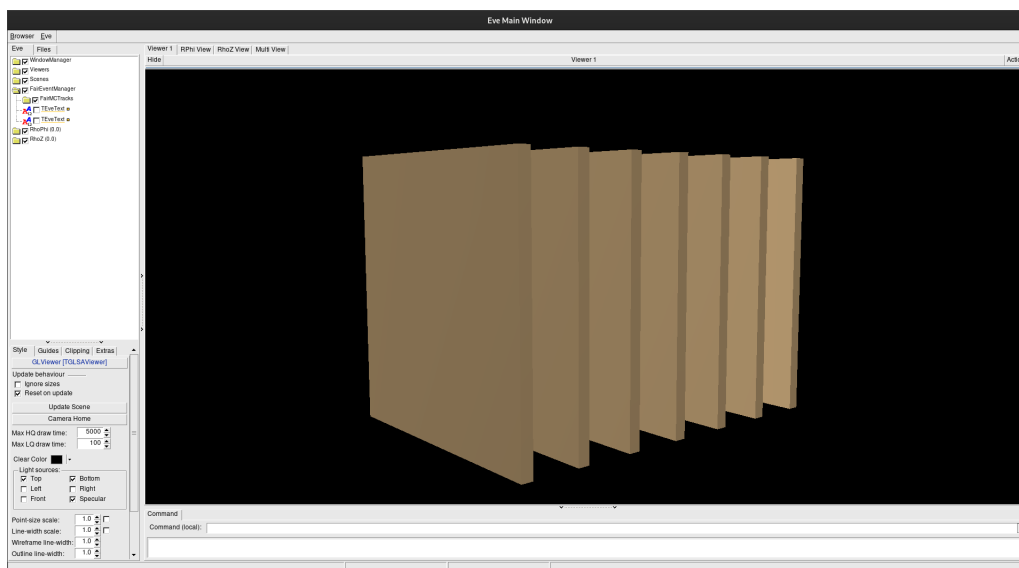 Eve Main Window
Browser Eve
Eve Files
WindowManager
Viewers
Scenes
FairEventManager
FairMCTracks
TEveText
TEveText
RhoPhi (0.0)
RhoZ (0.0)
Viewer 1 RPhi View RhoZ View Multi View
Hide Viewer 1 Actio
Style Guides Clipping Extras
GLViewer [TGLSAViewer]
Update behaviour
Ignore sizes
Reset on update
Update Scene
Camera Home
Max HQ draw time: 5000
Max LQ draw time: 100
Clear Color
Light sources:
Top Bottom
Left Right
Front Specular
Point-size scale: 1.0
Line-width scale: 1.0
Wireframe line-width: 1.0
Outline line-width: 1.0
Command
Command (local):